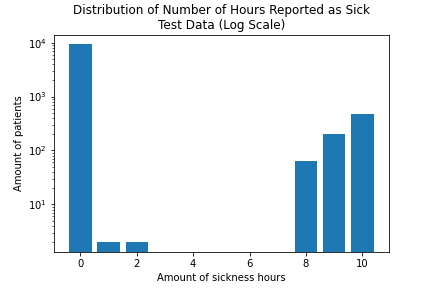 Distribution of Number of Hours Reported as Sick
Test Data (Log Scale)
10⁴
10³
10²
10¹
Amount of patients
0 2 4 6 8 10
Amount of sickness hours